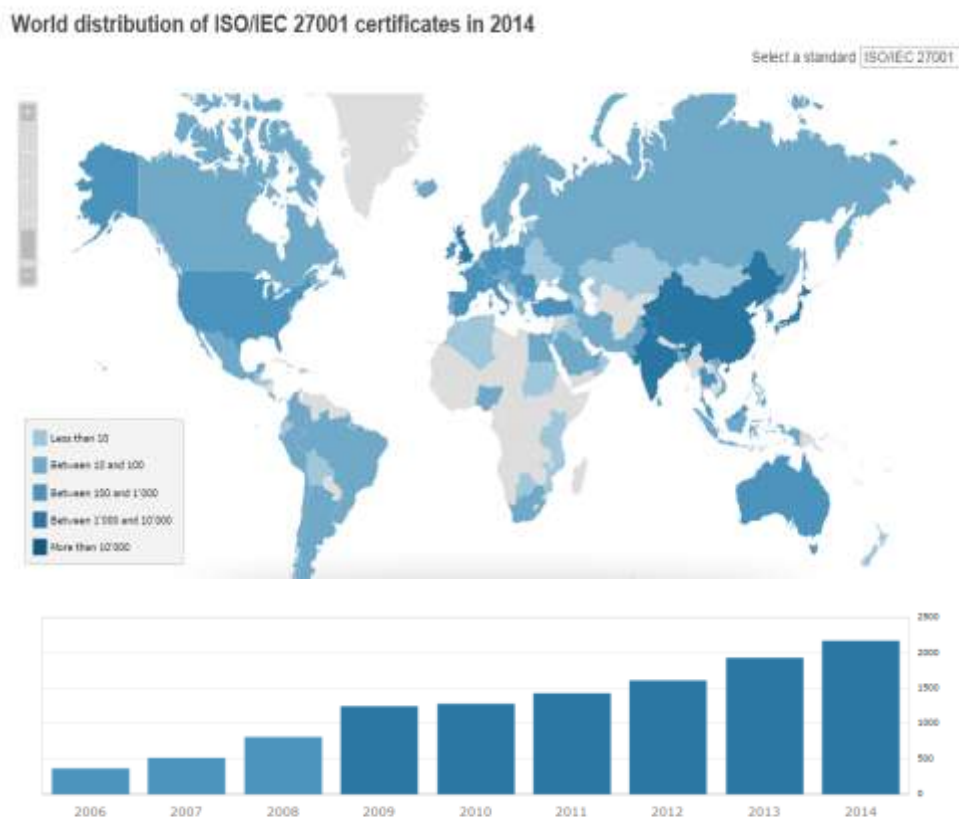 World distribution of ISO/IEC 27001 certificates in 2014
Select a standard ISO/IEC 27001
Less than 10
Between 10 and 100
Between 100 and 1'000
Between 1'000 and 10'000
More than 10'000
2500
2000
1500
1000
500
0
2006 2007 2008 2009 2010 2011 2012 2013 2014